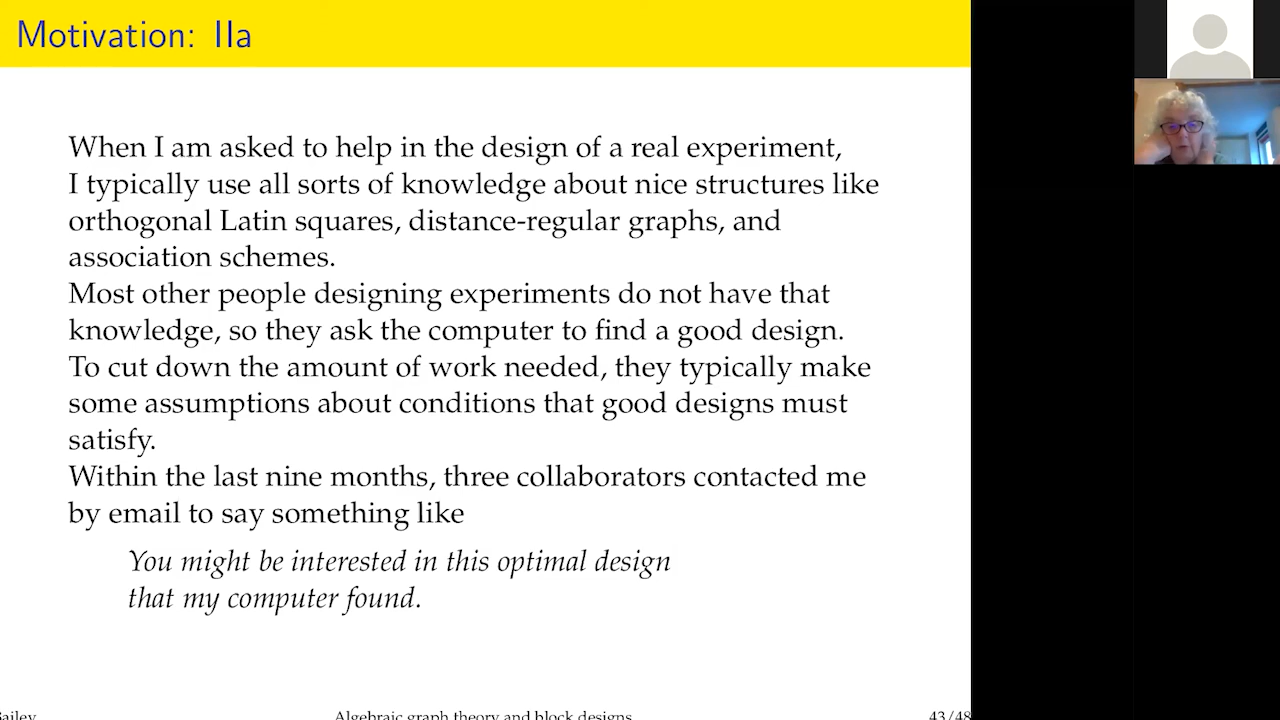 Motivation: IIa
When I am asked to help in the design of a real experiment,
I typically use all sorts of knowledge about nice structures like
orthogonal Latin squares, distance-regular graphs, and
association schemes.
Most other people designing experiments do not have that
knowledge, so they ask the computer to find a good design.
To cut down the amount of work needed, they typically make
some assumptions about conditions that good designs must
satisfy.
Within the last nine months, three collaborators contacted me
by email to say something like
You might be interested in this optimal design
that my computer found.
Bailey Algebraic graph theory and block designs 43/48